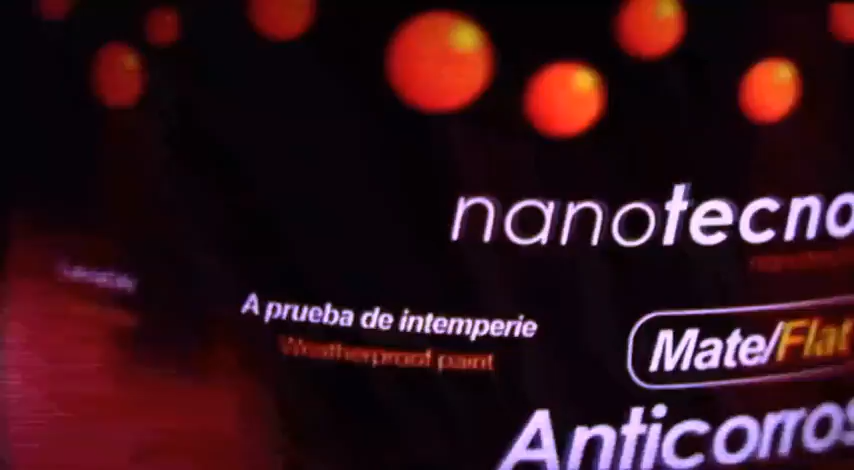 nanotecno
A prueba de intemperie
Weatherproof paint
Mate/Flat
Anticorros